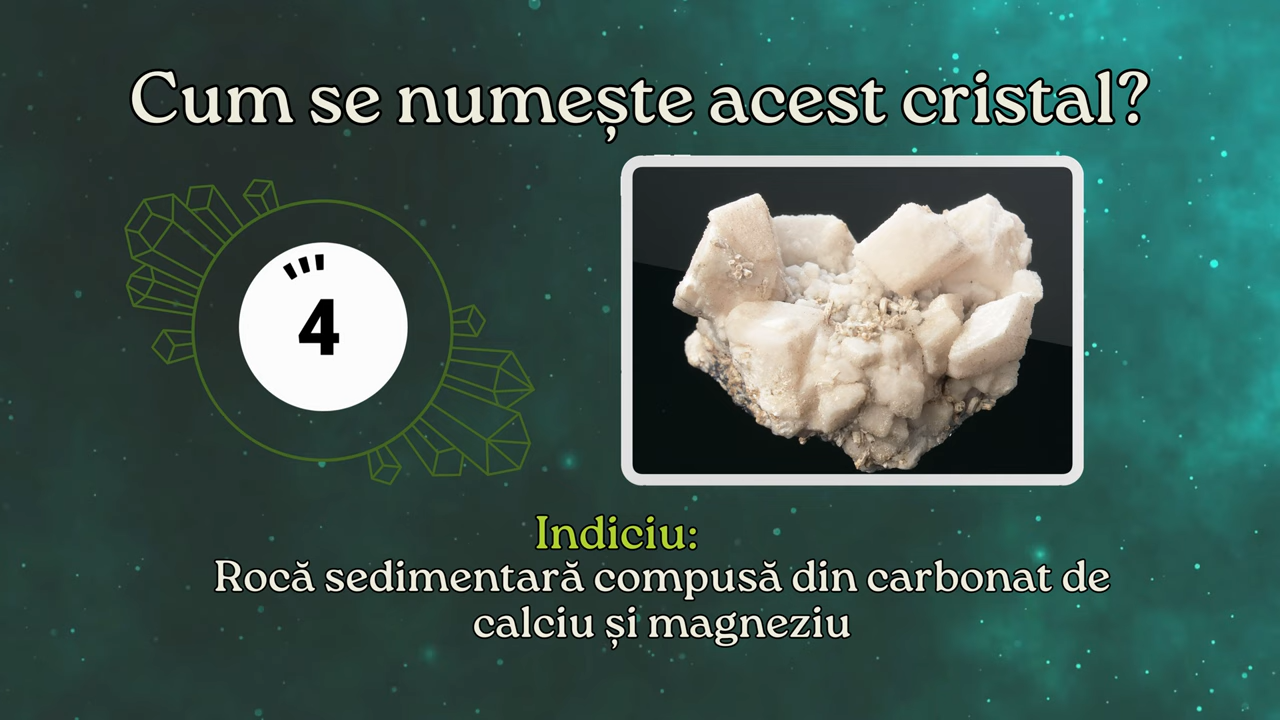 Cum se numește acest cristal?
4
Indiciu:
Rocă sedimentară compusă din carbonat de
calciu și magneziu